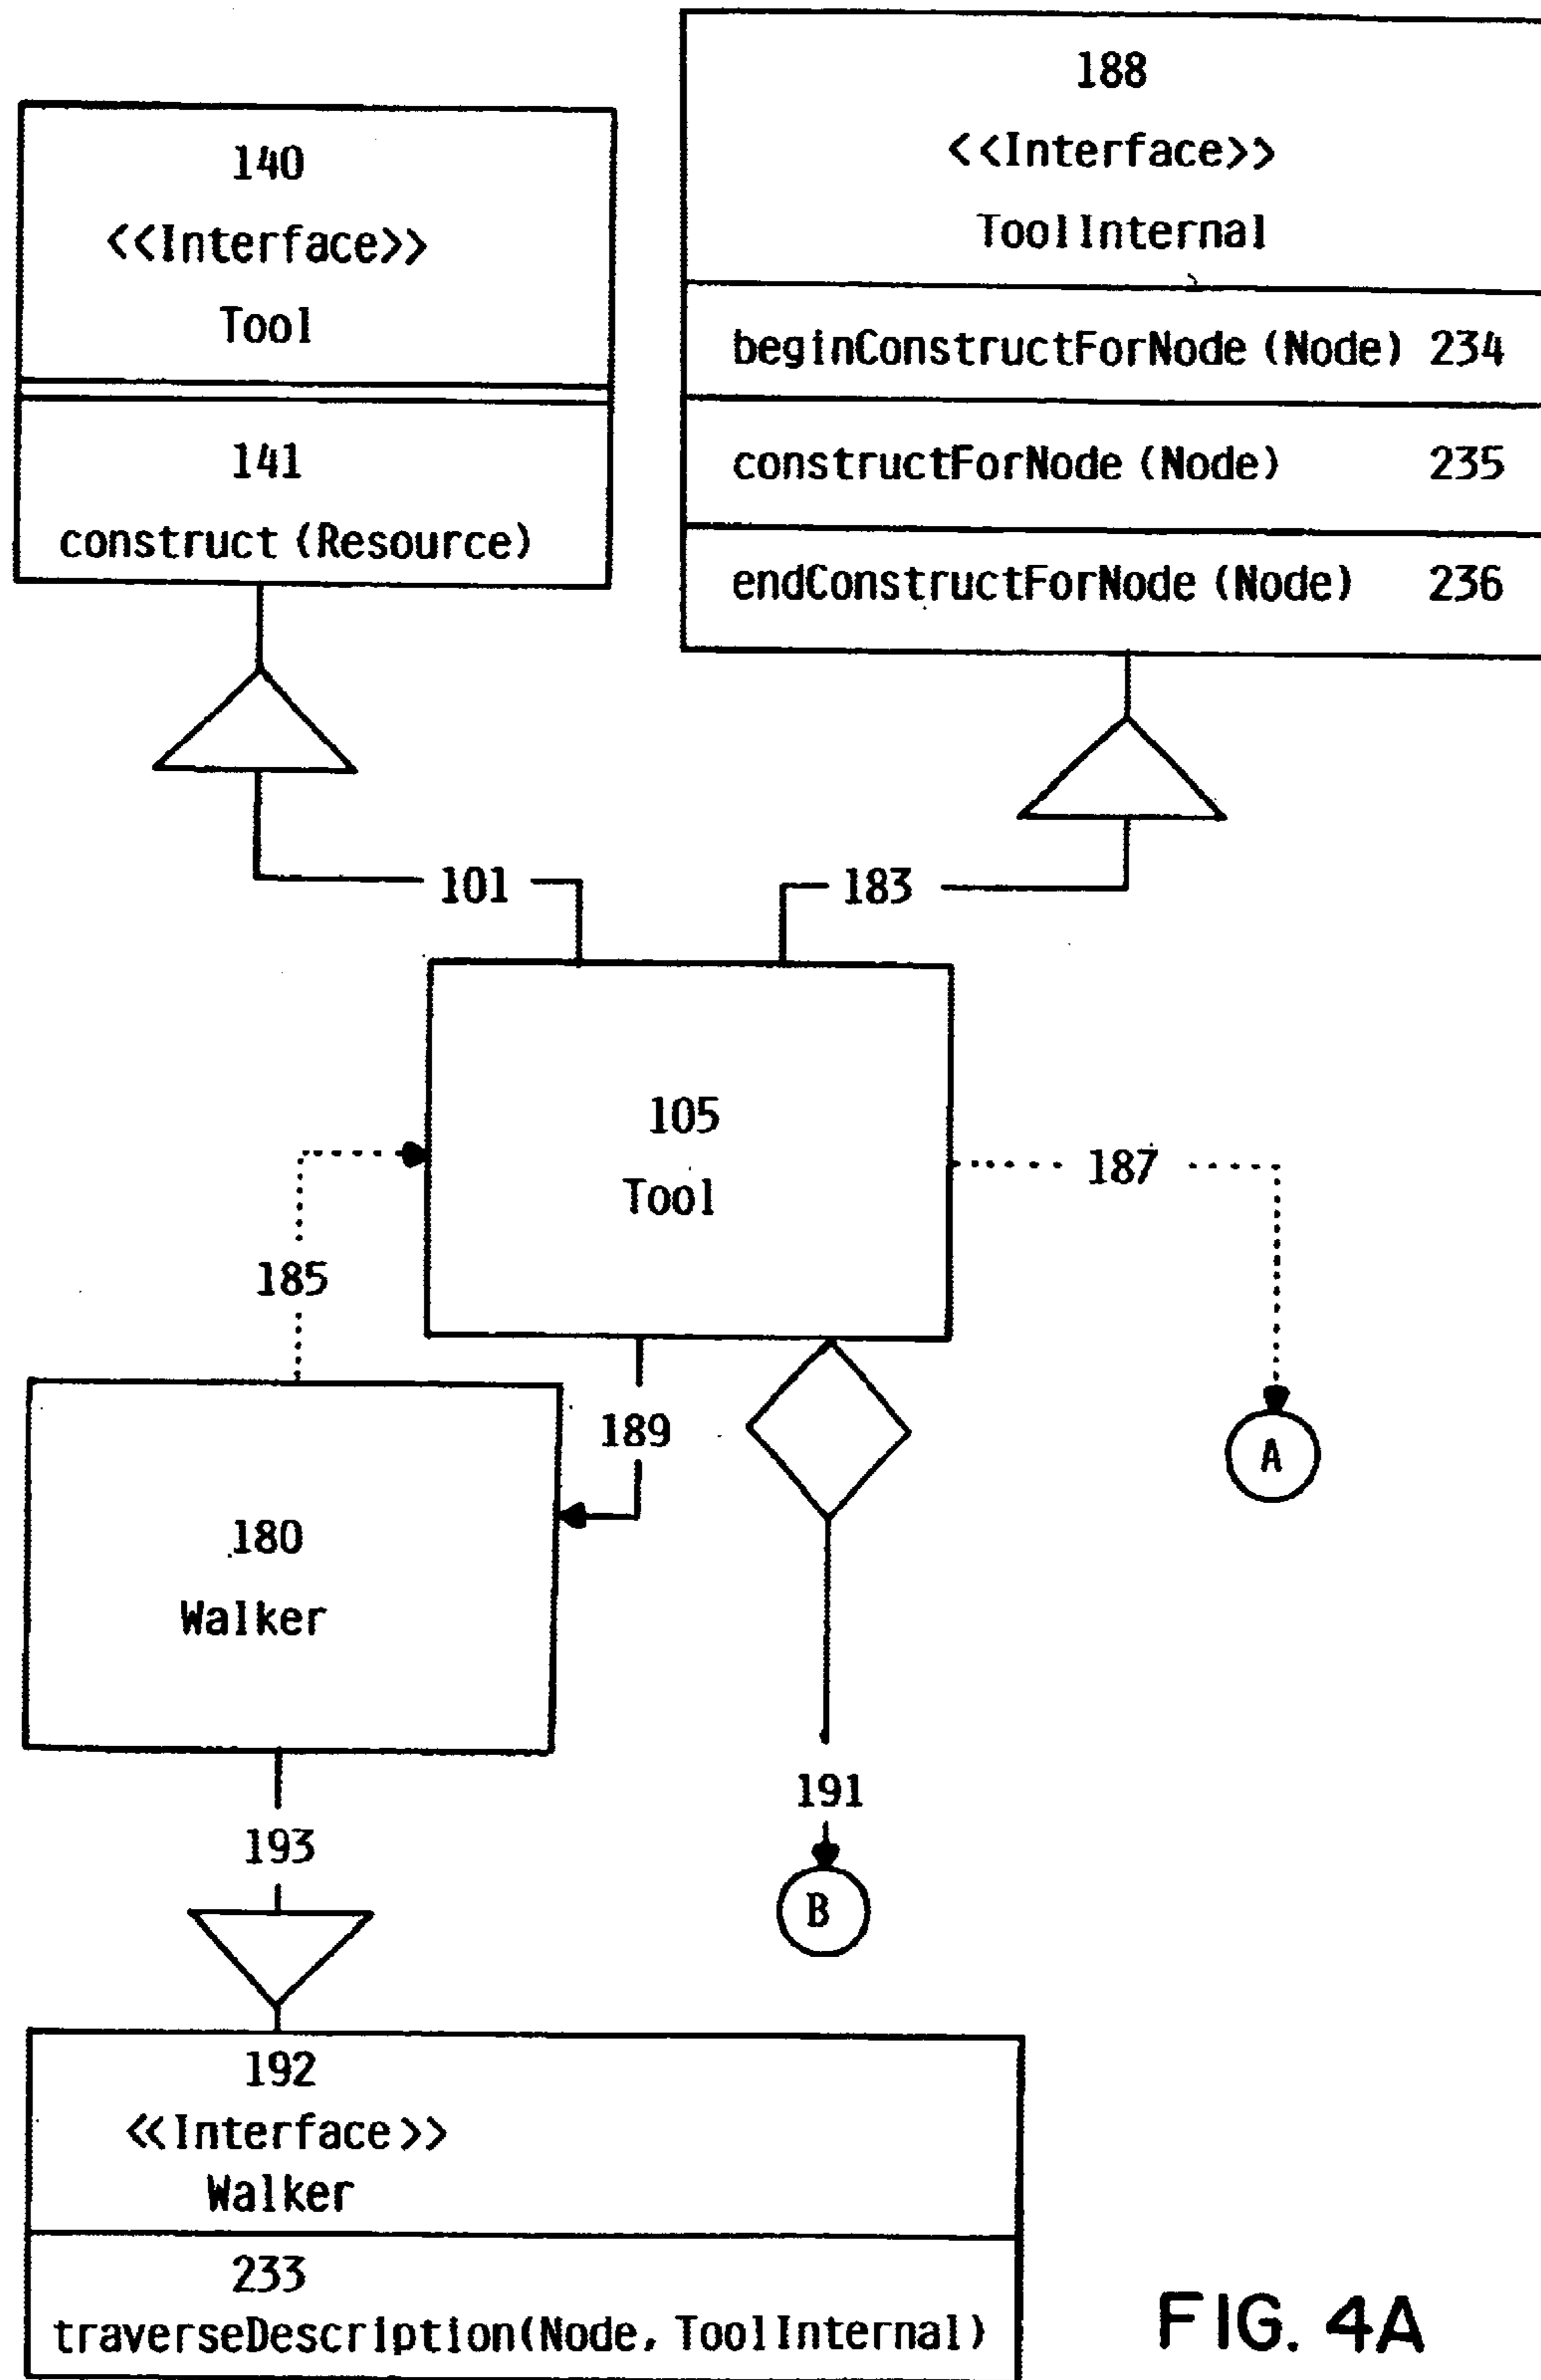 140
<<Interface>>
Tool
141
construct (Resource)
188
<<Interface>>
ToolInternal
beginConstructForNode (Node) 234
constructForNode (Node) 235
endConstructForNode (Node) 236
101
183
105
Tool
185
187
189
A
180
Walker
191
193
B
192
<<Interface>>
Walker
233
traverseDescription(Node, ToolInternal)
FIG. 4A